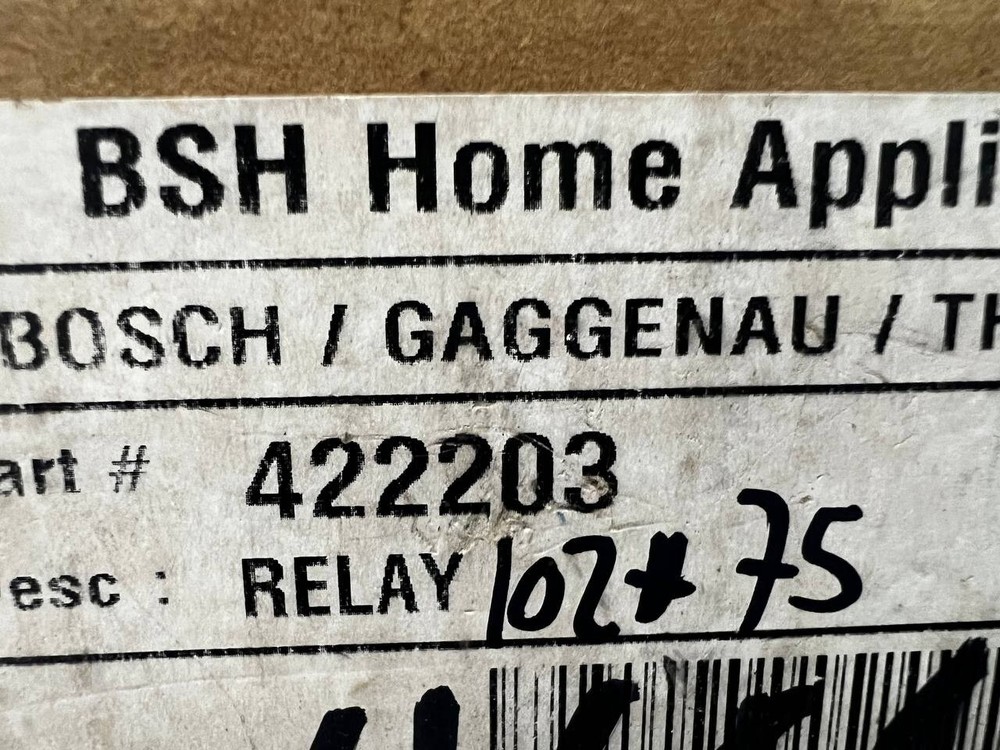 BSH Home Appli
BOSCH / GAGGENAU / TH
art # 422203
esc : RELAY 102* 75